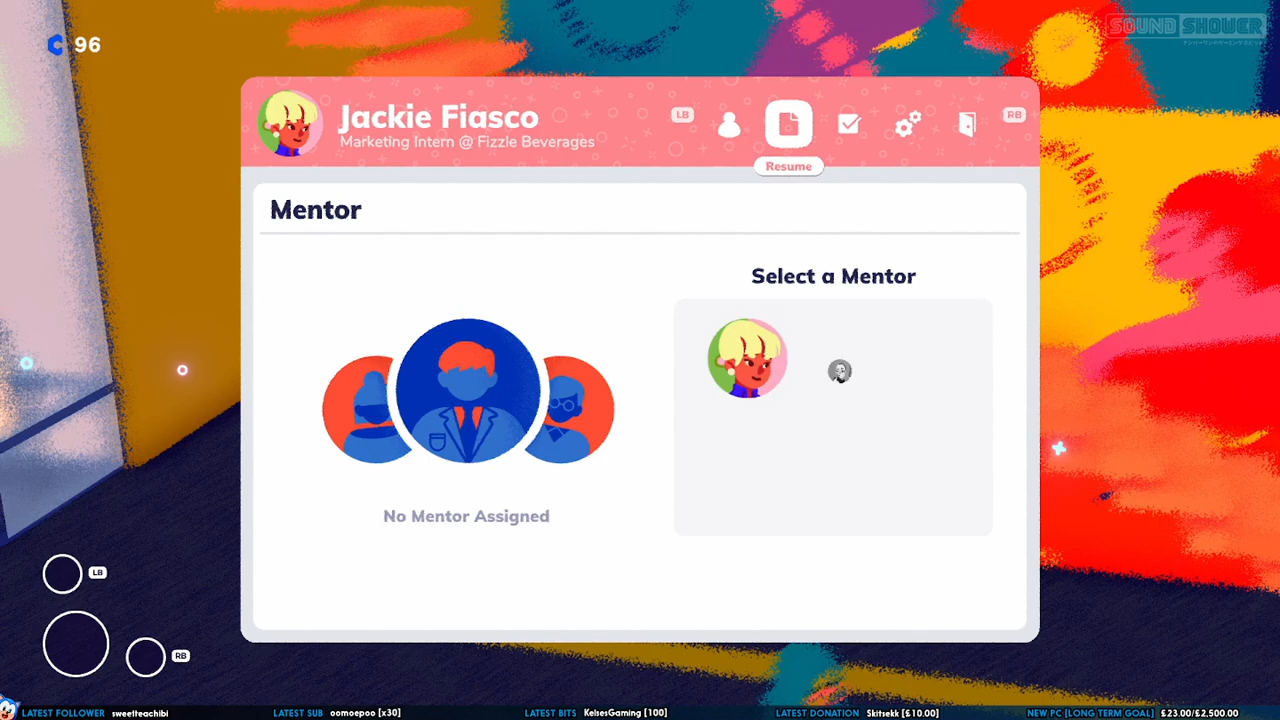 96
SOUND SHOWER
Jackie Fiasco
Marketing Intern @ Fizzle Beverages
LB
RB
Resume
Mentor
Select a Mentor
No Mentor Assigned
LB
RB
LATEST FOLLOWER sweetteachibi
LATEST SUB oomoepoo [x30]
LATEST BITS KelsesGaming [100]
LATEST DONATION Skitsekk [£10.00]
NEW PC [LONG TERM GOAL] £23.00/£2,500.00